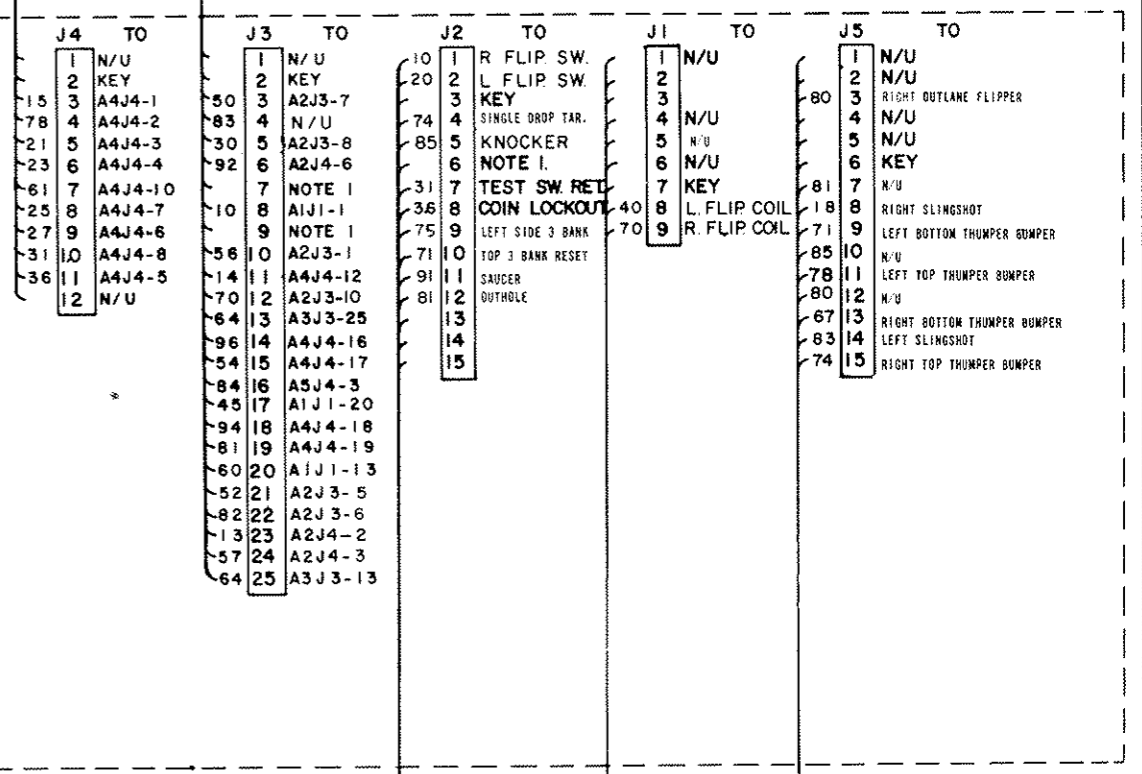 J4 TO
1 N/U
2 KEY
15 3 A4J4-1
78 4 A4J4-2
21 5 A4J4-3
23 6 A4J4-4
61 7 A4J4-10
25 8 A4J4-7
27 9 A4J4-6
31 10 A4J4-8
36 11 A4J4-5
12 N/U
J3 TO
1 N/U
2 KEY
50 3 A2J3-7
83 4 N/U
30 5 A2J3-8
92 6 A2J4-6
7 NOTE 1
10 8 A1J1-1
9 NOTE 1
56 10 A2J3-1
14 11 A4J4-12
70 12 A2J3-10
64 13 A3J3-25
96 14 A4J4-16
54 15 A4J4-17
84 16 A5J4-3
45 17 A1J1-20
94 18 A4J4-18
81 19 A4J4-19
60 20 A1J1-13
52 21 A2J3-5
82 22 A2J3-6
13 23 A2J4-2
57 24 A2J4-3
64 25 A3J3-13
J2 TO
10 1 R FLIP. SW.
20 2 L FLIP. SW.
3 KEY
74 4 SINGLE DROP TAR.
85 5 KNOCKER
6 NOTE 1.
31 7 TEST SW. RET.
36 8 COIN LOCKOUT
75 9 LEFT SIDE 3 BANK
71 10 TOP 3 BANK RESET
91 11 SAUCER
81 12 OUTHOLE
13
14
15
J1 TO
1 N/U
2
3
4 N/U
5 N/U
6 N/U
7 KEY
40 8 L. FLIP. COIL
70 9 R. FLIP. COIL
J5 TO
1 N/U
2 N/U
80 3 RIGHT OUTLANE FLIPPER
4 N/U
5 N/U
6 KEY
81 7 N/U
18 8 RIGHT SLINGSHOT
71 9 LEFT BOTTOM THUMPER BUMPER
85 10 N/U
78 11 LEFT TOP THUMPER BUMPER
80 12 N/U
67 13 RIGHT BOTTOM THUMPER BUMPER
83 14 LEFT SLINGSHOT
74 15 RIGHT TOP THUMPER BUMPER